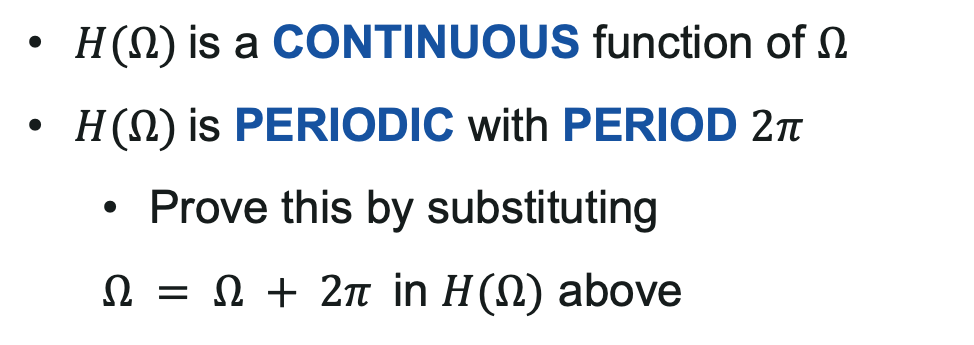 • H(Ω) is a CONTINUOUS function of Ω
• H(Ω) is PERIODIC with PERIOD 2π
• Prove this by substituting
Ω = Ω + 2π in H(Ω) above